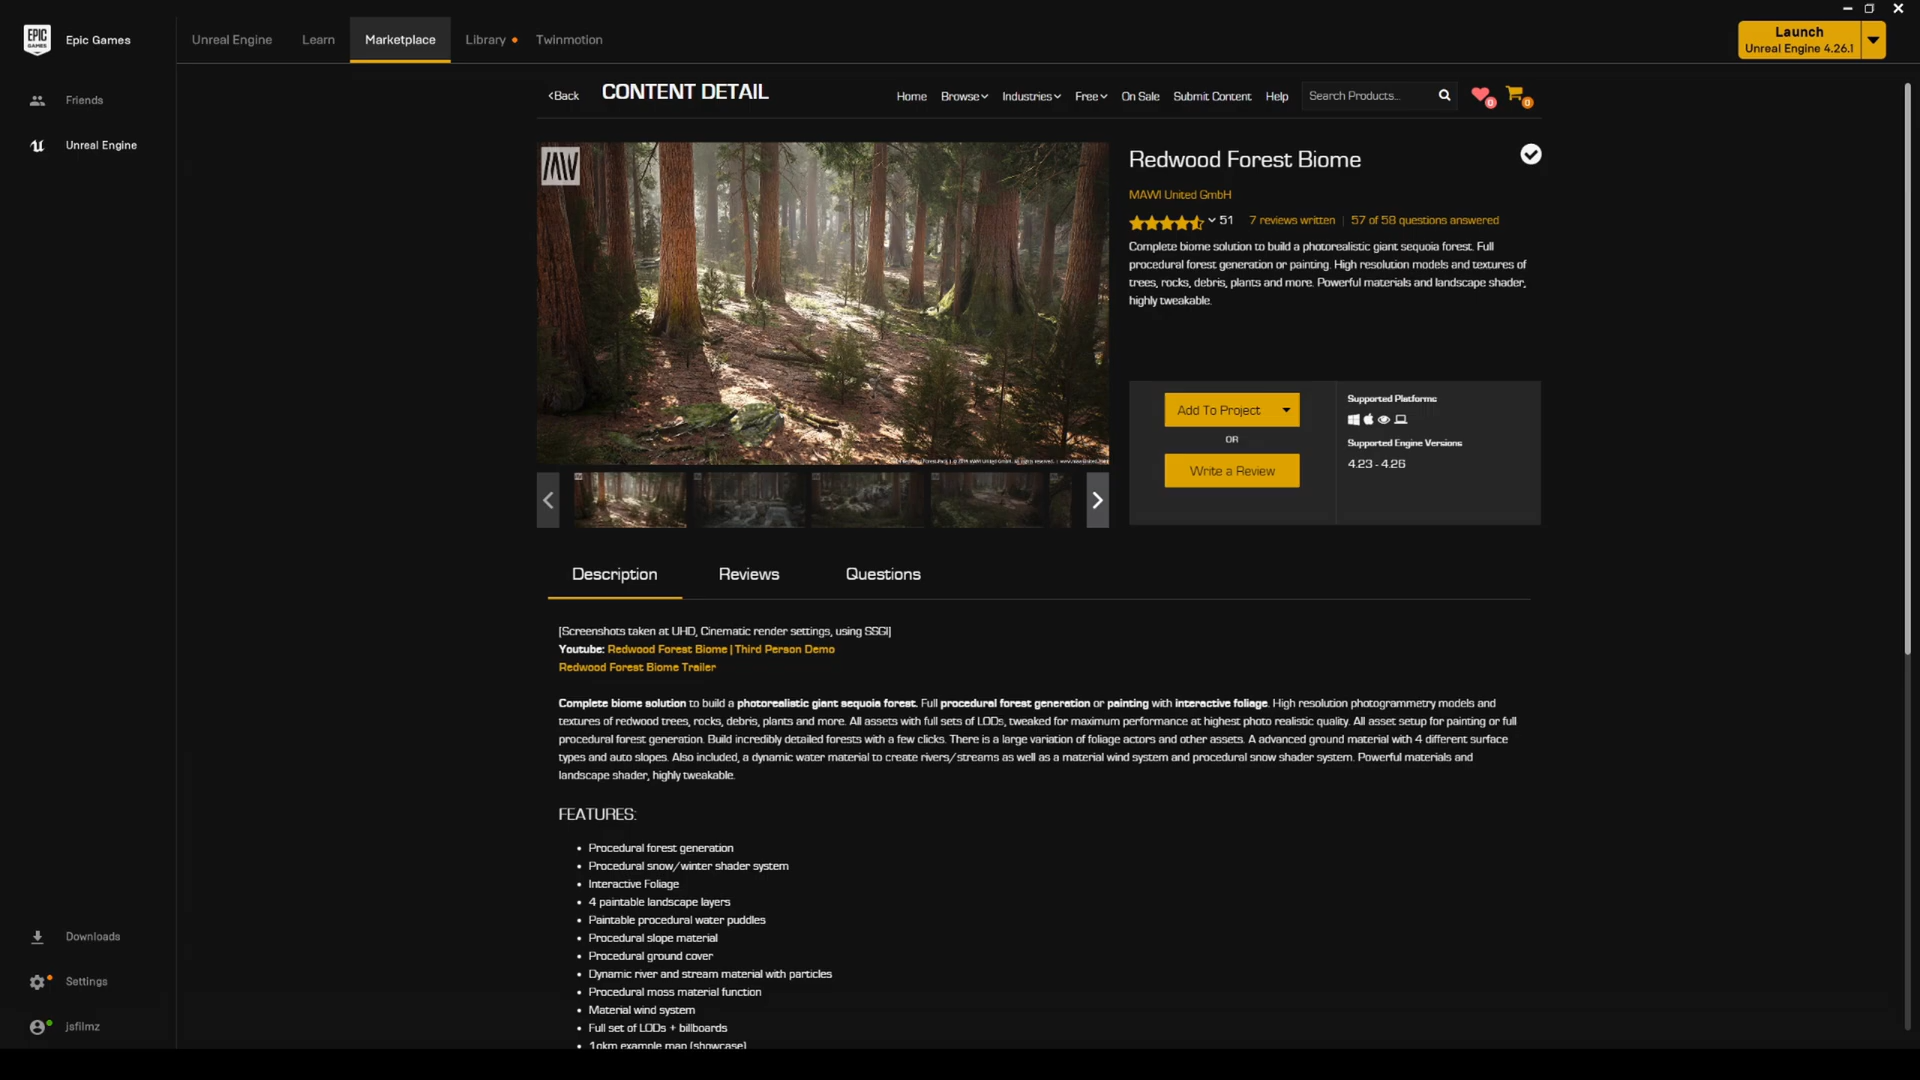 EPIC
GAMES
Epic Games
Unreal Engine
Learn
Marketplace
Library
Twinmotion
Launch
Unreal Engine 4.26.1
Friends
Unreal Engine
<Back
CONTENT DETAIL
Home
Browse
Industries
Free
On Sale
Submit Content
Help
Search Products...
0
0
MW
Redwood Forest Biome
MAWI United GmbH
51
7 reviews written | 57 of 58 questions answered
Complete biome solution to build a photorealistic giant sequoia forest. Full
procedural forest generation or painting. High resolution models and textures of
trees, rocks, debris, plants and more. Powerful materials and landscape shader,
highly tweakable.
Add To Project
OR
Write a Review
Supported Platforms
Supported Engine Versions
4.23 - 4.26
Description
Reviews
Questions
[Screenshots taken at UHD, Cinematic render settings, using SSGI]
Youtube: Redwood Forest Biome | Third Person Demo
Redwood Forest Biome Trailer
Complete biome solution to build a photorealistic giant sequoia forest. Full procedural forest generation or painting with interactive foliage. High resolution photogrammetry models and
textures of redwood trees, rocks, debris, plants and more. All assets with full sets of LODs, tweaked for maximum performance at highest photo realistic quality. All asset setup for painting or full
procedural forest generation. Build incredibly detailed forests with a few clicks. There is a large variation of foliage actors and other assets. A advanced ground material with 4 different surface
types and auto slopes. Also included, a dynamic water material to create rivers/streams as well as a material wind system and procedural snow shader system. Powerful materials and
landscape shader, highly tweakable.
FEATURES:
• Procedural forest generation
• Procedural snow/winter shader system
• Interactive Foliage
• 4 paintable landscape layers
• Paintable procedural water puddles
• Procedural slope material
• Procedural ground cover
• Dynamic river and stream material with particles
• Procedural moss material function
• Material wind system
• Full set of LODs + billboards
• 1qkm example map (showcase)
Downloads
Settings
jsfilmz